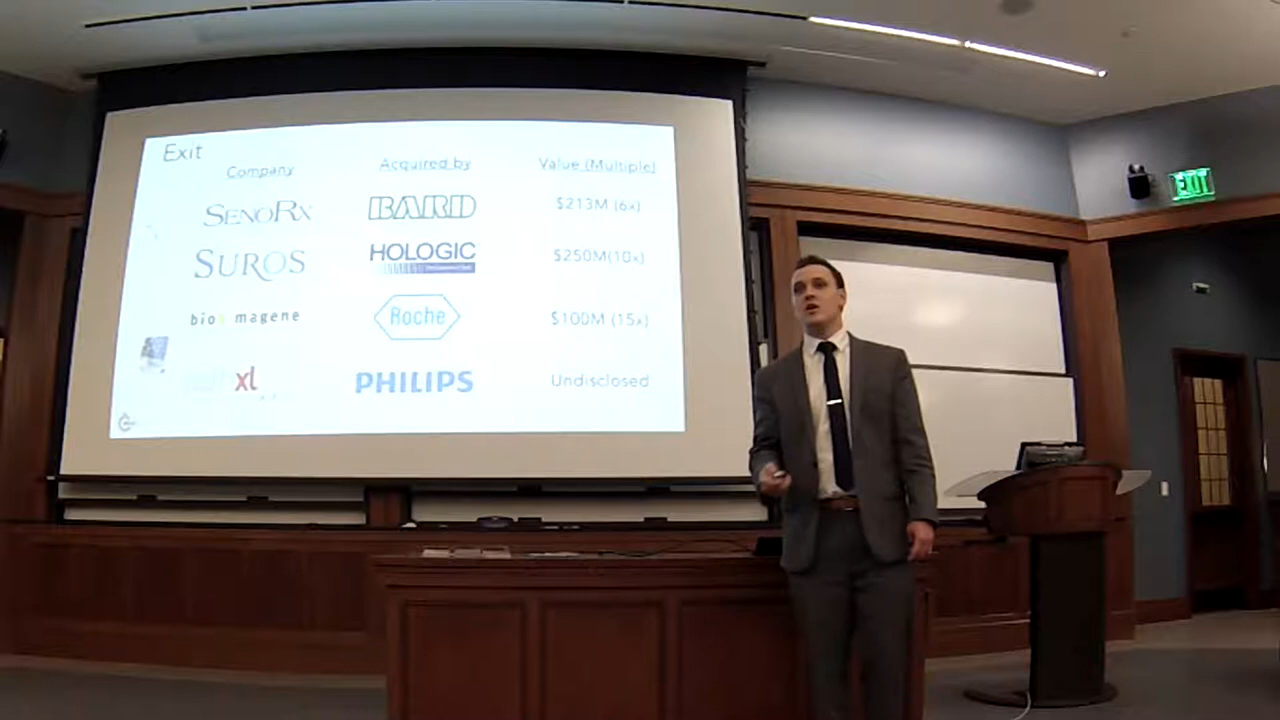 Exit
Company Acquired by Value (Multiple)
SENORX BARD $213M (6x)
SUROS HOLOGIC $250M(10x)
bio magene Roche $100M (15x)
xl PHILIPS Undisclosed
EXIT